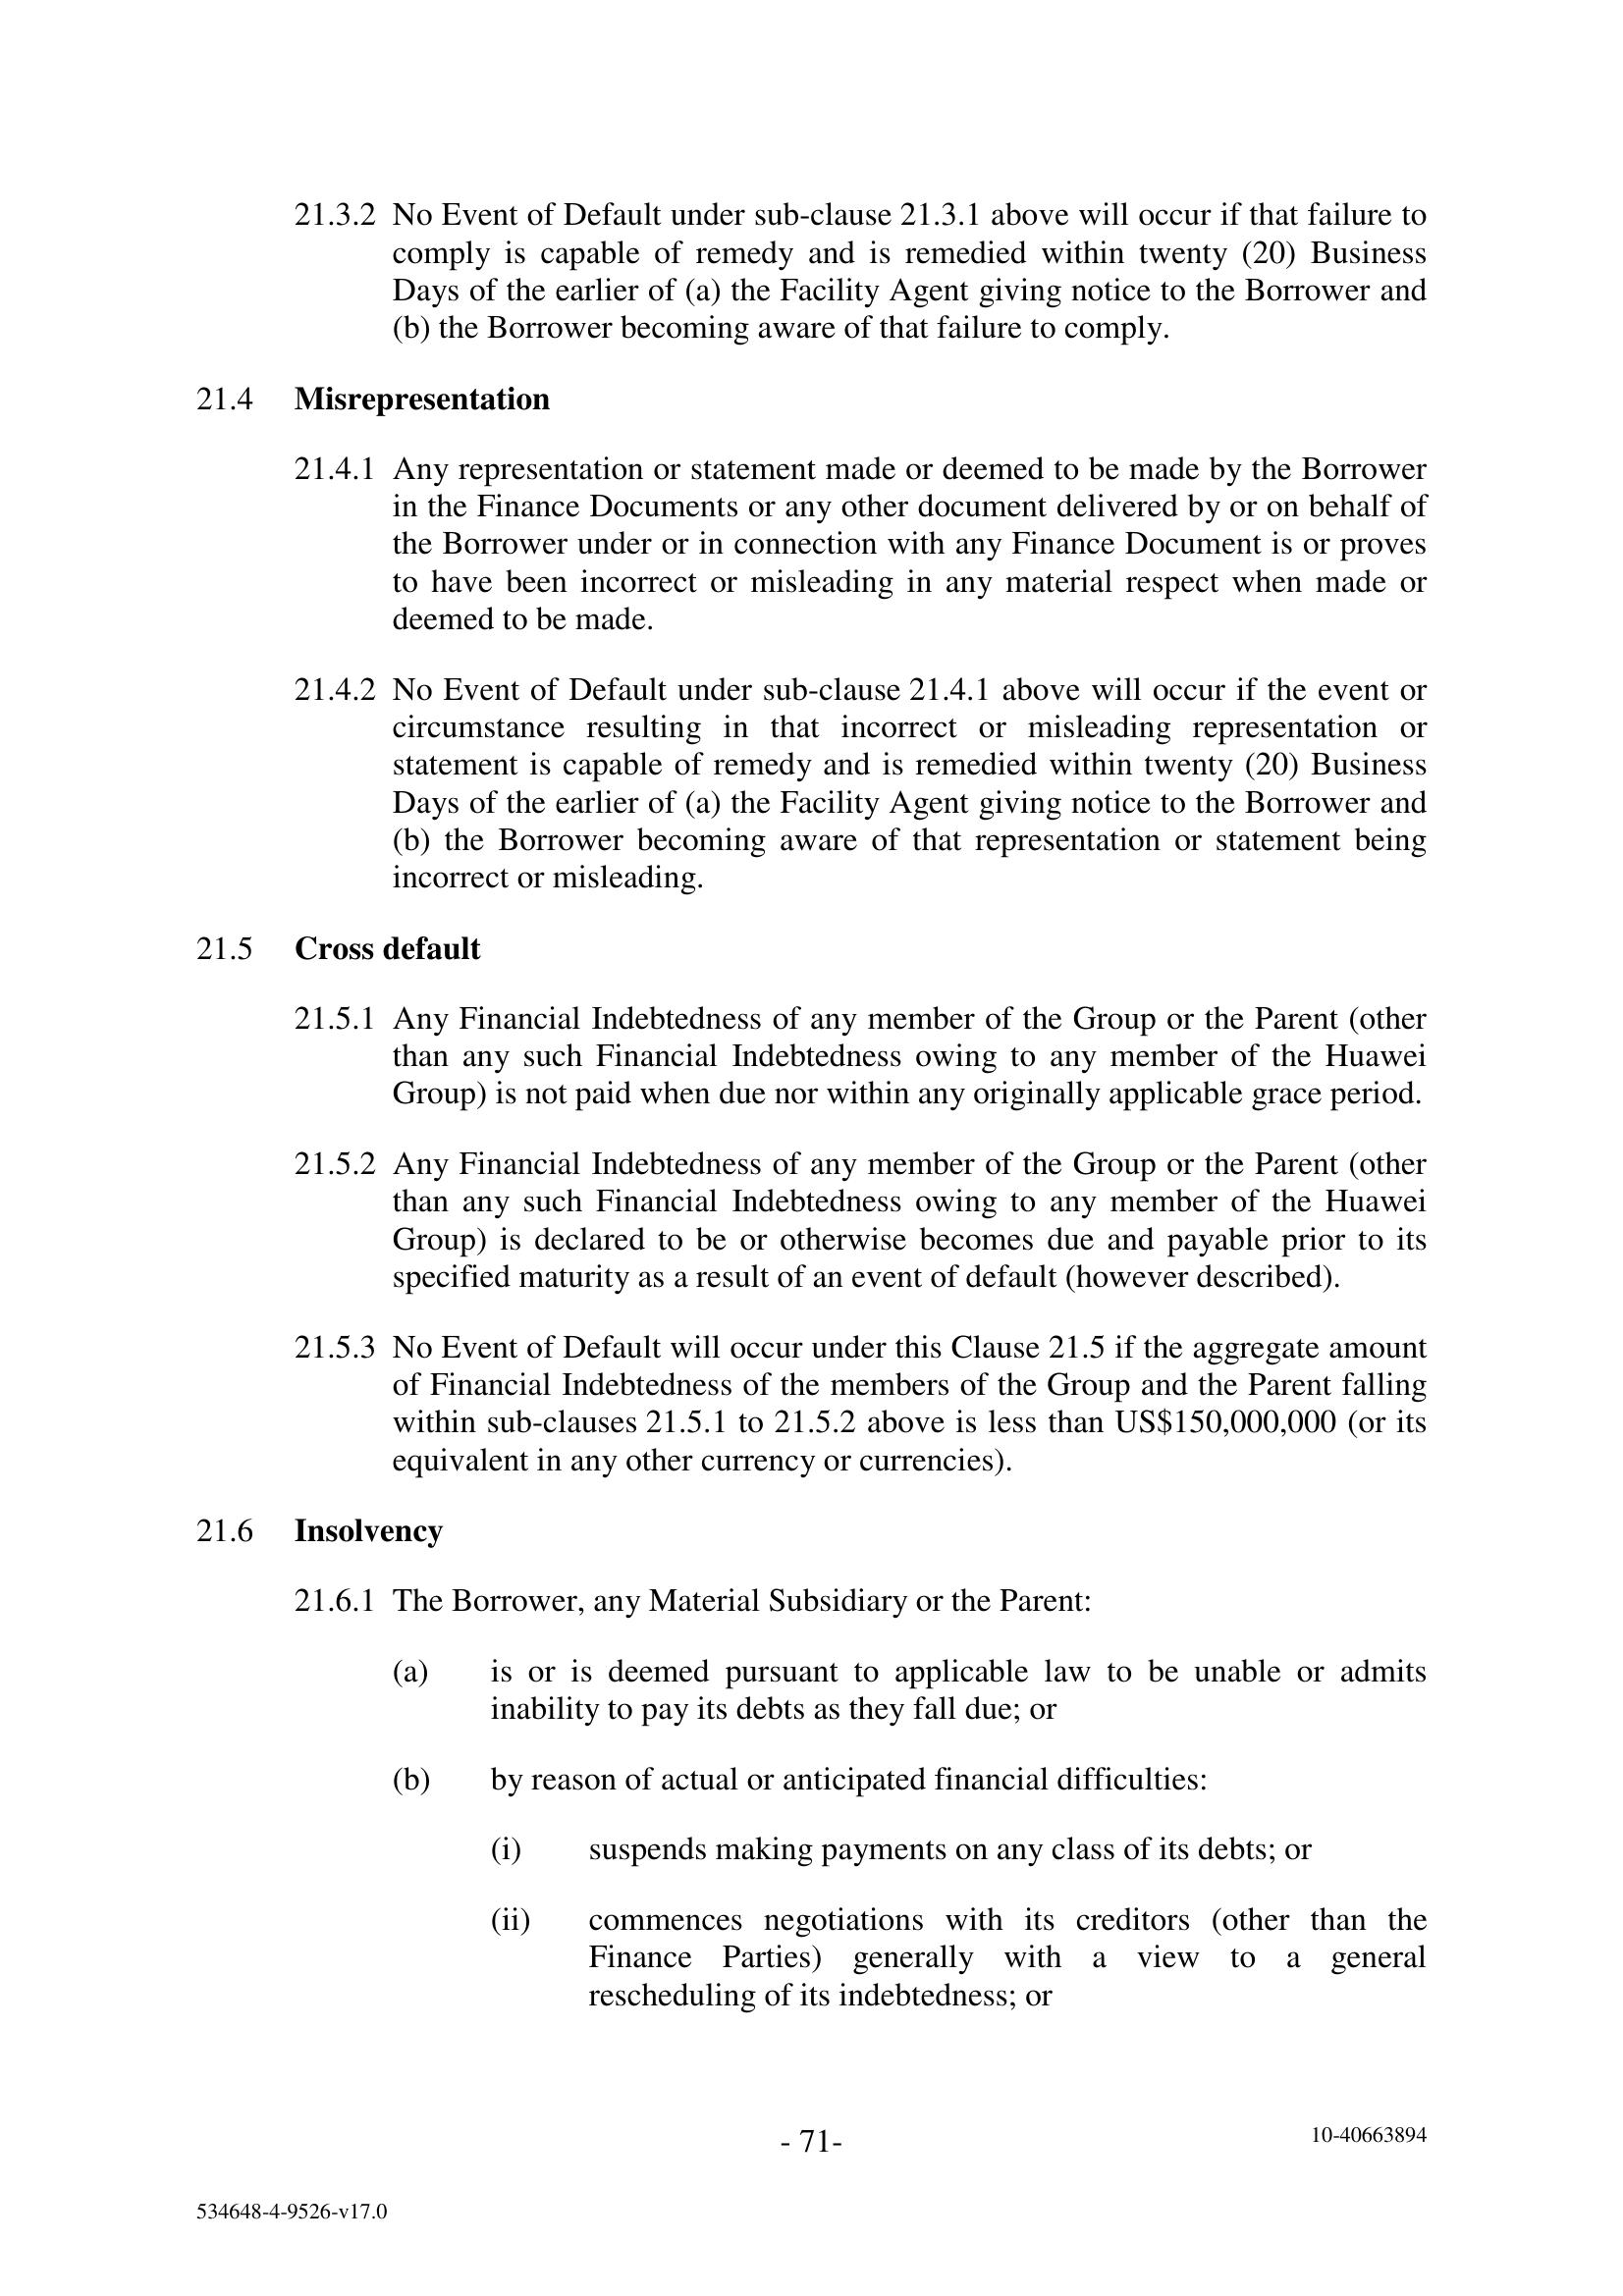 21.3.2 No Event of Default under sub-clause 21.3.1 above will occur if that failure to
comply is capable of remedy and is remedied within twenty (20) Business
Days of the earlier of (a) the Facility Agent giving notice to the Borrower and
(b) the Borrower becoming aware of that failure to comply.
21.4 Misrepresentation
21.4.1 Any representation or statement made or deemed to be made by the Borrower
in the Finance Documents or any other document delivered by or on behalf of
the Borrower under or in connection with any Finance Document is or proves
to have been incorrect or misleading in any material respect when made or
deemed to be made.
21.4.2 No Event of Default under sub-clause 21.4.1 above will occur if the event or
circumstance resulting in that incorrect or misleading representation or
statement is capable of remedy and is remedied within twenty (20) Business
Days of the earlier of (a) the Facility Agent giving notice to the Borrower and
(b) the Borrower becoming aware of that representation or statement being
incorrect or misleading.
21.5 Cross default
21.5.1 Any Financial Indebtedness of any member of the Group or the Parent (other
than any such Financial Indebtedness owing to any member of the Huawei
Group) is not paid when due nor within any originally applicable grace period.
21.5.2 Any Financial Indebtedness of any member of the Group or the Parent (other
than any such Financial Indebtedness owing to any member of the Huawei
Group) is declared to be or otherwise becomes due and payable prior to its
specified maturity as a result of an event of default (however described).
21.5.3 No Event of Default will occur under this Clause 21.5 if the aggregate amount
of Financial Indebtedness of the members of the Group and the Parent falling
within sub-clauses 21.5.1 to 21.5.2 above is less than US$150,000,000 (or its
equivalent in any other currency or currencies).
21.6 Insolvency
21.6.1 The Borrower, any Material Subsidiary or the Parent:
(a) is or is deemed pursuant to applicable law to be unable or admits
inability to pay its debts as they fall due; or
(b) by reason of actual or anticipated financial difficulties:
(i) suspends making payments on any class of its debts; or
(ii) commences negotiations with its creditors (other than the
Finance Parties) generally with a view to a general
rescheduling of its indebtedness; or
- 71-
10-40663894
534648-4-9526-v17.0